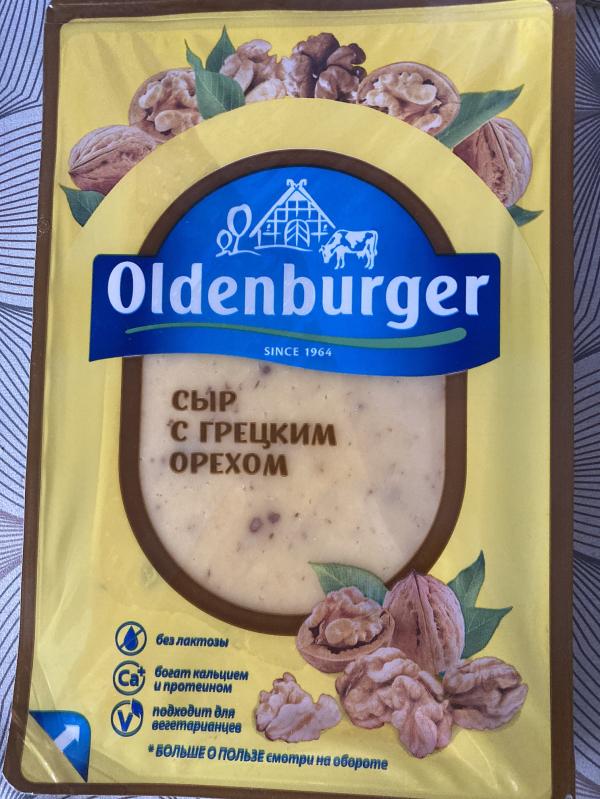 Oldenburger
SINCE 1964
СЫР
С ГРЕЦКИМ
ОРЕХОМ
без лактозы
Ca+
богат кальцием
и протеином
V
подходит для
вегетарианцев
* БОЛЬШЕ О ПОЛЬЗЕ смотри на обороте